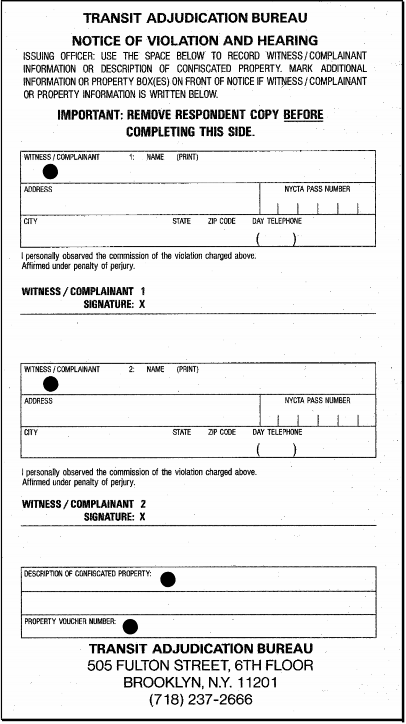 TRANSIT ADJUDICATION BUREAU
NOTICE OF VIOLATION AND HEARING
ISSUING OFFICER: USE THE SPACE BELOW TO RECORD WITNESS/COMPLAINANT
INFORMATION OR DESCRIPTION OF CONFISCATED PROPERTY. MARK ADDITIONAL
INFORMATION OR PROPERTY BOX(ES) ON FRONT OF NOTICE IF WITNESS/COMPLAINANT
OR PROPERTY INFORMATION IS WRITTEN BELOW.
IMPORTANT: REMOVE RESPONDENT COPY BEFORE
COMPLETING THIS SIDE.
WITNESS/COMPLAINANT 1: NAME (PRINT)
ADDRESS NYCTA PASS NUMBER
CITY STATE ZIP CODE DAY TELEPHONE
( )
I personally observed the commission of the violation charged above.
Affirmed under penalty of perjury.
WITNESS / COMPLAINANT 1
SIGNATURE: X
WITNESS/COMPLAINANT 2: NAME (PRINT)
ADDRESS NYCTA PASS NUMBER
CITY STATE ZIP CODE DAY TELEPHONE
( )
I personally observed the commission of the violation charged above.
Affirmed under penalty of perjury.
WITNESS / COMPLAINANT 2
SIGNATURE: X
DESCRIPTION OF CONFISCATED PROPERTY:
PROPERTY VOUCHER NUMBER:
TRANSIT ADJUDICATION BUREAU
505 FULTON STREET, 6TH FLOOR
BROOKLYN, N.Y. 11201
(718) 237-2666